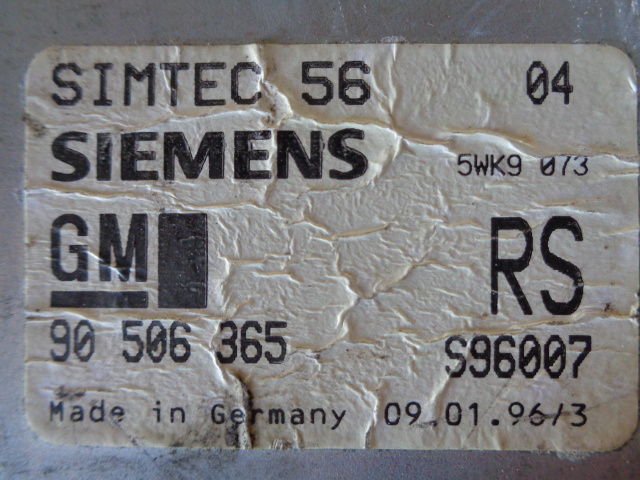 SIMTEC 56 04
SIEMENS 5WK9 073
GM RS
90 506 365 S96007
Made in Germany 09.01.96/3